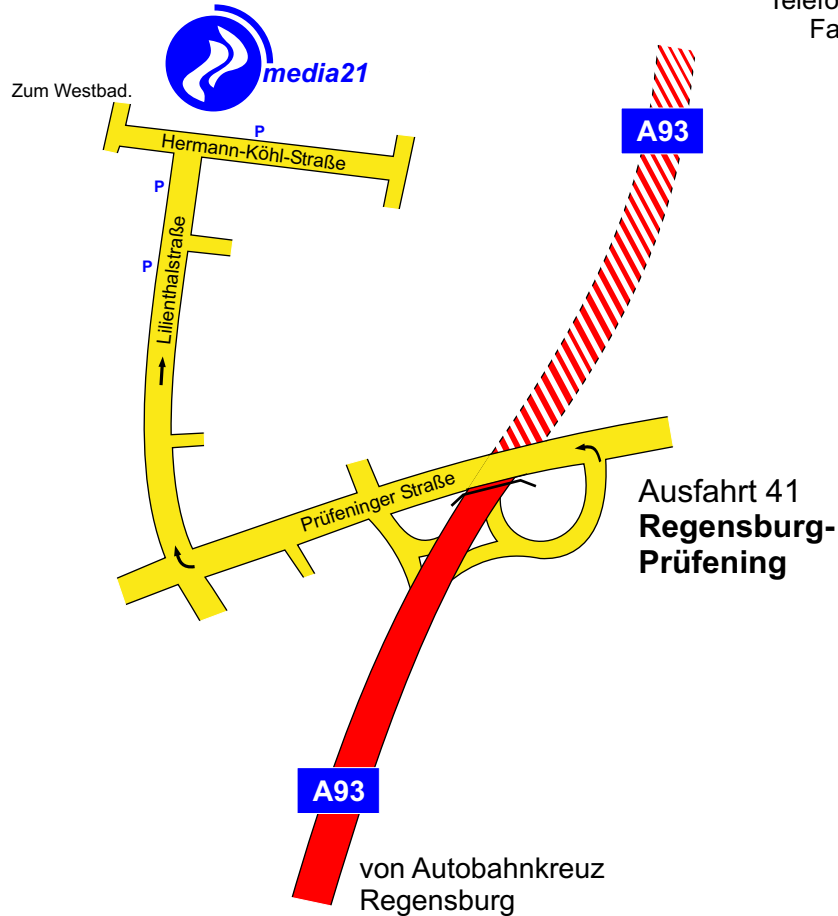 media21
Zum Westbad.
A93
P
Hermann-Köhl-Straße
P
P
Lilienthalstraße
Prüfeninger Straße
Ausfahrt 41
Regensburg-
Prüfening
A93
von Autobahnkreuz
Regensburg